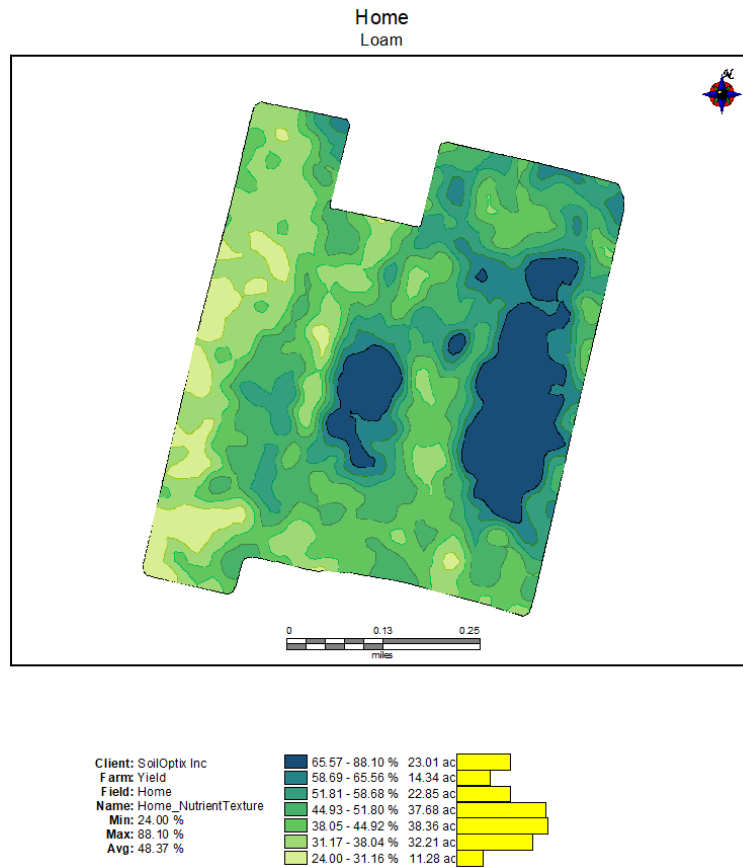 Home
Loam
N
0 0.13 0.25
miles
Client: SoilOptix Inc
Farm: Yield
Field: Home
Name: Home_NutrientTexture
Min: 24.00 %
Max: 88.10 %
Avg: 48.37 %
65.57 - 88.10 % 23.01 ac
58.69 - 65.56 % 14.34 ac
51.81 - 58.68 % 22.85 ac
44.93 - 51.80 % 37.68 ac
38.05 - 44.92 % 38.36 ac
31.17 - 38.04 % 32.21 ac
24.00 - 31.16 % 11.28 ac